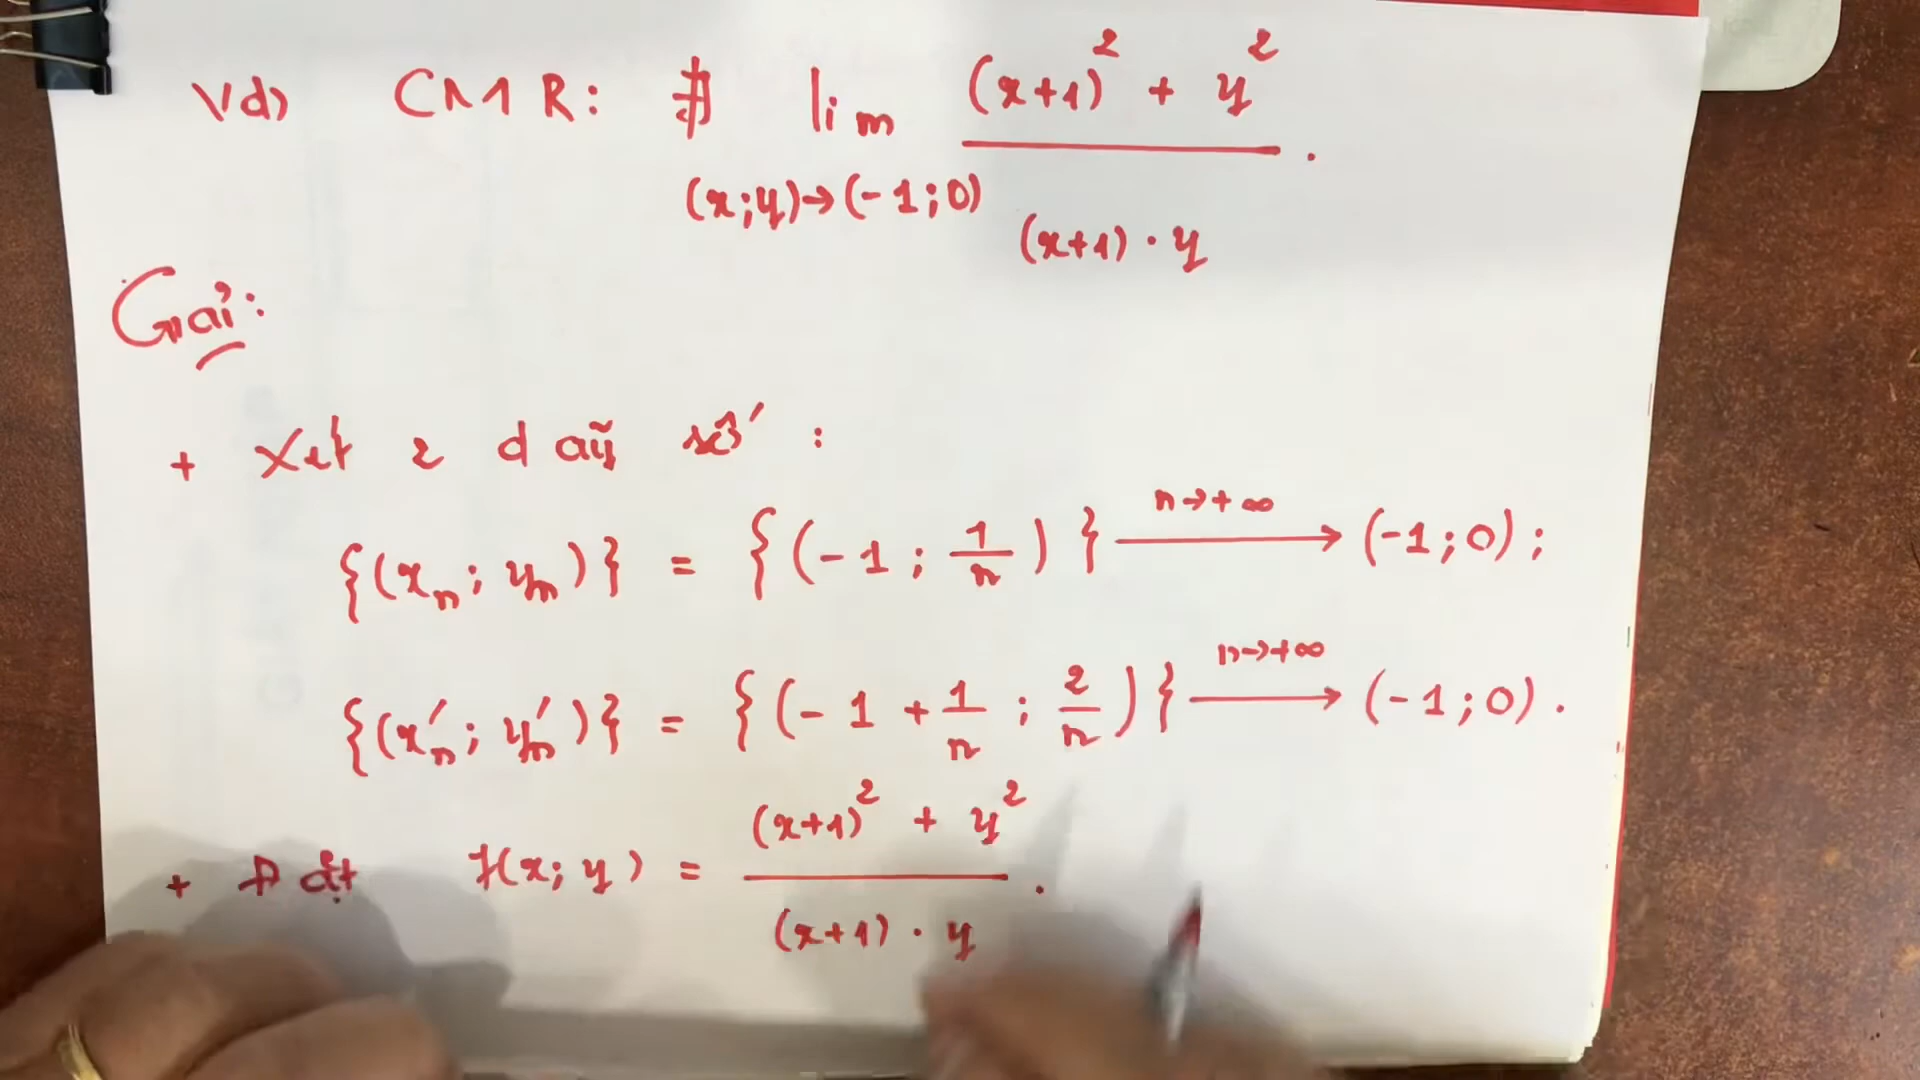 Vd) CMR: ∄ lim (x+1)² + y² / (x+1) · y .
(x;y)→(-1;0)
Giải:
+ Xét 2 dãy số :
{(xₙ; yₙ)} = {(-1 ; 1/n)} n→+∞ ⟶ (-1;0) ;
{(x'ₙ; y'ₙ)} = {(-1 + 1/n ; 2/n)} n→+∞ ⟶ (-1;0) .
+ Đặt f(x; y) = (x+1)² + y² / (x+1) · y .